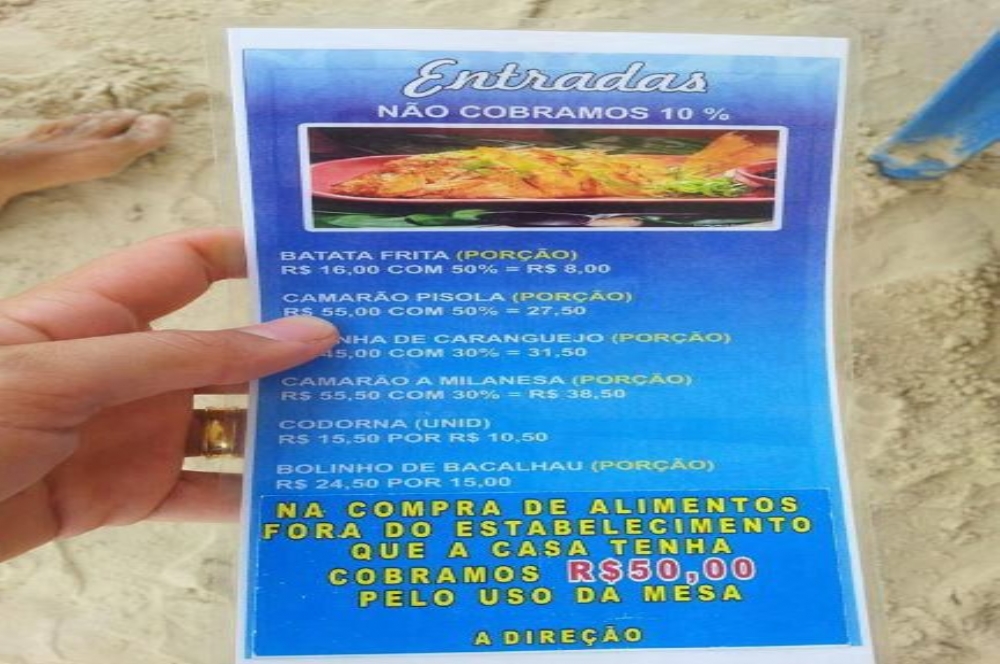 Entradas
NÃO COBRAMOS 10 %
BATATA FRITA (PORÇÃO)
R$ 16,00 COM 50% = R$ 8,00
CAMARÃO PISOLA (PORÇÃO)
R$ 55,00 COM 50% = 27,50
NHA DE CARANGUEJO (PORÇÃO)
45,00 COM 30% = 31,50
CAMARÃO A MILANESA (PORÇÃO)
R$ 55,50 COM 30% = R$ 38,50
CODORNA (UNID)
R$ 15,50 POR R$ 10,50
BOLINHO DE BACALHAU (PORÇÃO)
R$ 24,50 POR 15,00
NA COMPRA DE ALIMENTOS
FORA DO ESTABELECIMENTO
QUE A CASA TENHA
COBRAMOS R$50,00
PELO USO DA MESA
A DIREÇÃO